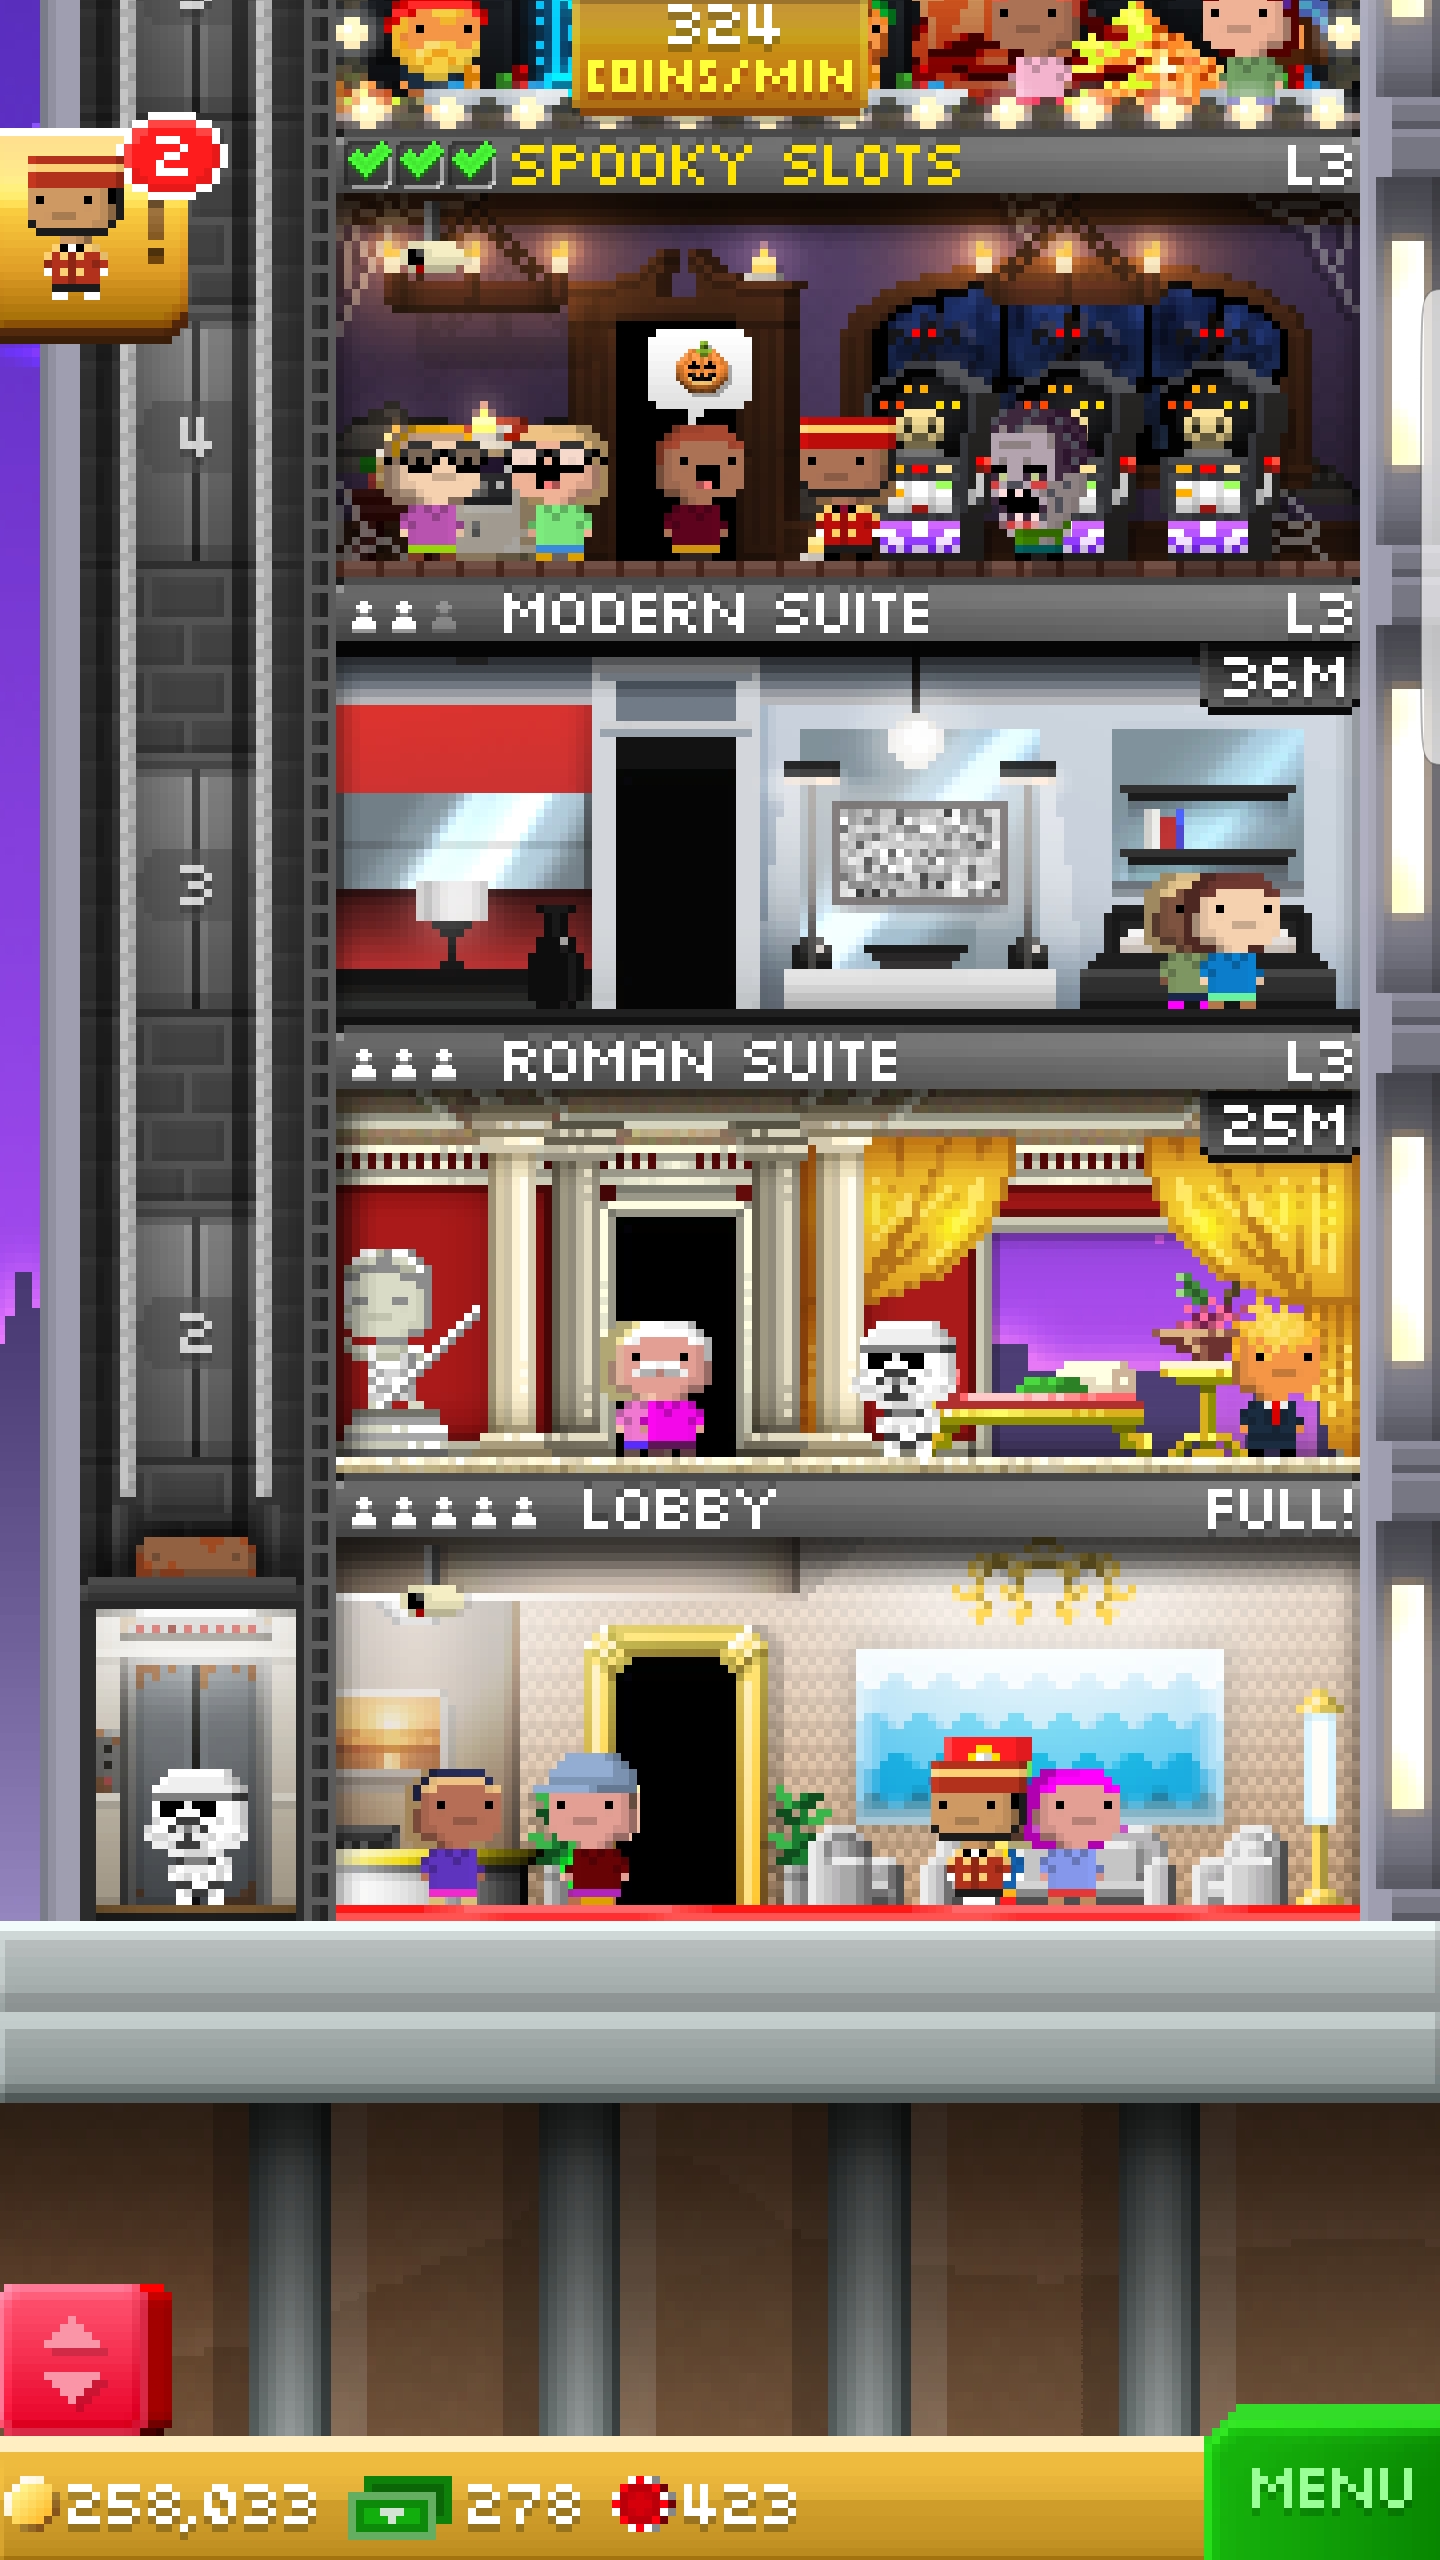 324
COINS/MIN
2
!
SPOOKY SLOTS
L3
4
MODERN SUITE
L3
36M
3
ROMAN SUITE
L3
25M
2
LOBBY
FULL!
258,033
278
423
MENU